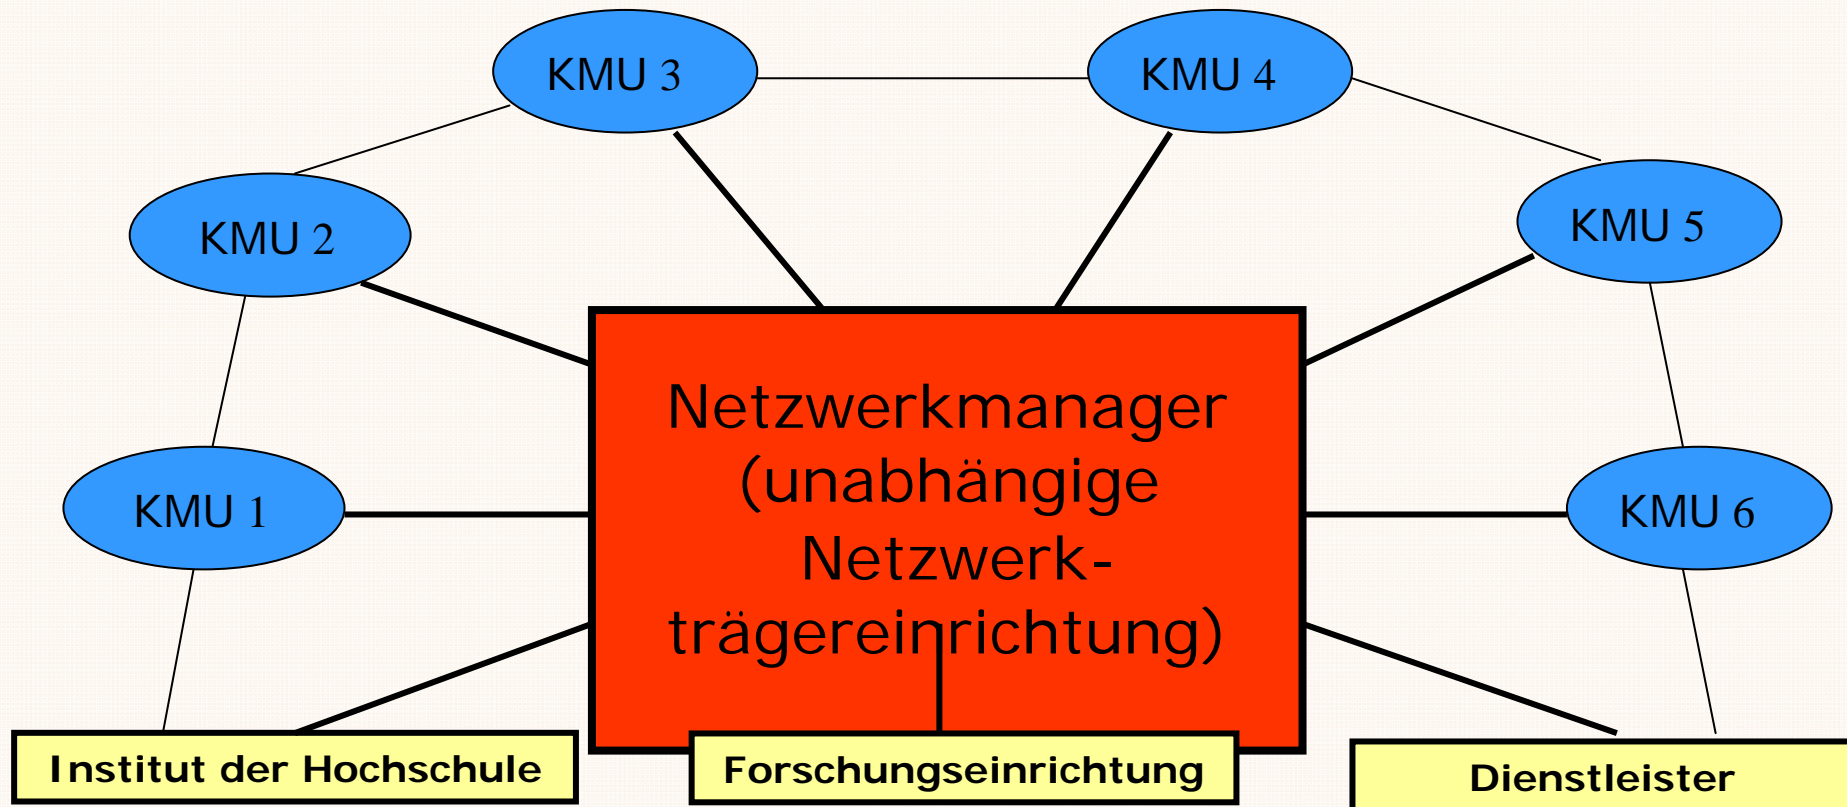 KMU 3
KMU 4
KMU 2
KMU 5
KMU 1
KMU 6
Netzwerkmanager
(unabhängige
Netzwerk-
trägereinrichtung)
Institut der Hochschule
Forschungseinrichtung
Dienstleister